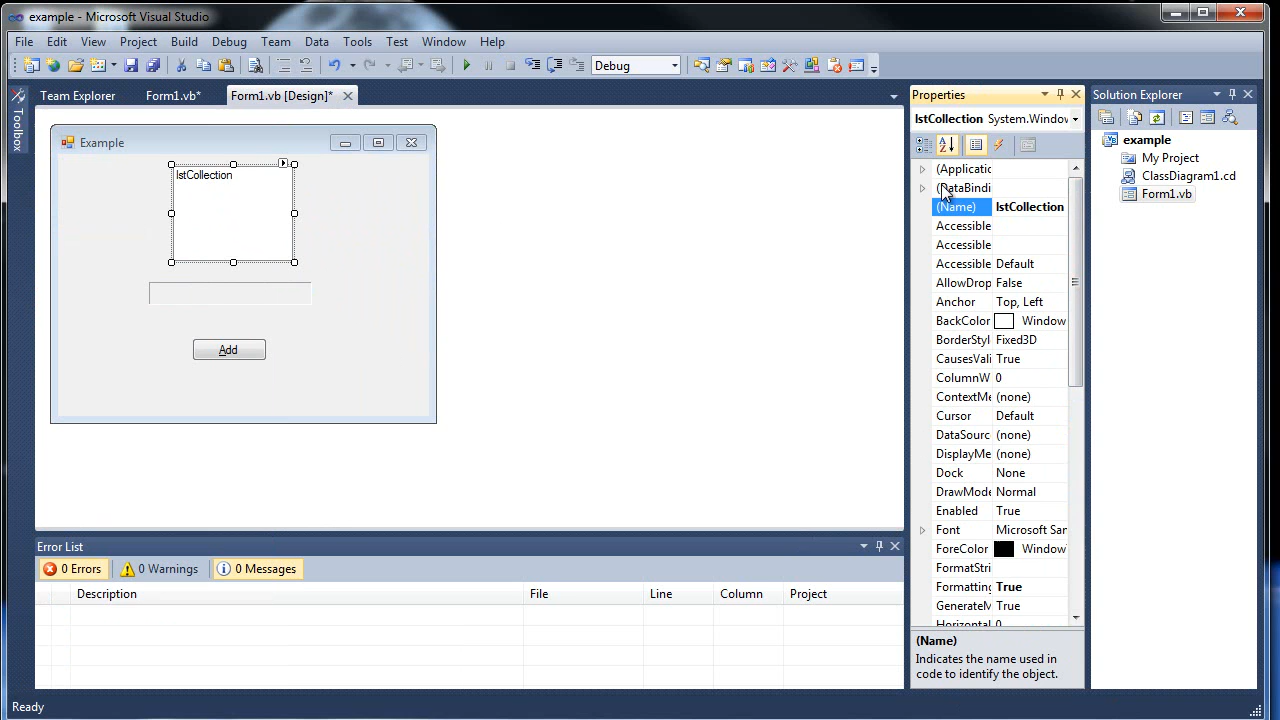 example - Microsoft Visual Studio
File Edit View Project Build Debug Team Data Tools Test Window Help
Debug
Toolbox
Team Explorer Form1.vb* Form1.vb [Design]*
Example
lstCollection
Add
Error List
0 Errors 0 Warnings 0 Messages
Description File Line Column Project
Properties
lstCollection System.Window
(Applicatic
(DataBindi
(Name) lstCollection
Accessible
Accessible
Accessible Default
AllowDrop False
Anchor Top, Left
BackColor Window
BorderStyl Fixed3D
CausesVali True
ColumnW 0
ContextMe (none)
Cursor Default
DataSourc (none)
DisplayMe (none)
Dock None
DrawMode Normal
Enabled True
Font Microsoft San
ForeColor Window
FormatStri
Formatting True
GenerateM True
Horizontal 0
(Name)
Indicates the name used in
code to identify the object.
Solution Explorer
example
My Project
ClassDiagram1.cd
Form1.vb
Ready